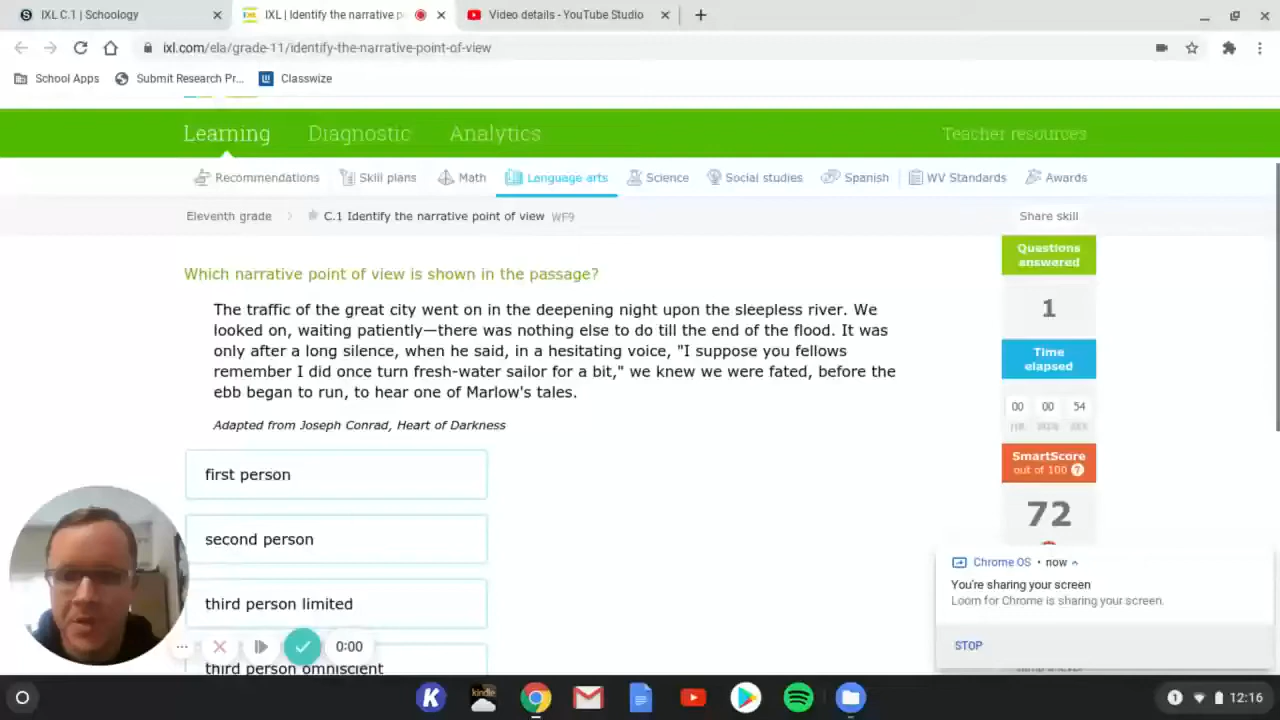 IXL C.1 | Schoology
IXL | Identify the narrative p
Video details - YouTube Studio
ixl.com/ela/grade-11/identify-the-narrative-point-of-view
School Apps
Submit Research Pr...
Classwize
Learning
Diagnostic
Analytics
Teacher resources
Recommendations
Skill plans
Math
Language arts
Science
Social studies
Spanish
WV Standards
Awards
Eleventh grade
C.1 Identify the narrative point of view WF9
Share skill
Which narrative point of view is shown in the passage?
The traffic of the great city went on in the deepening night upon the sleepless river. We
looked on, waiting patiently—there was nothing else to do till the end of the flood. It was
only after a long silence, when he said, in a hesitating voice, "I suppose you fellows
remember I did once turn fresh-water sailor for a bit," we knew we were fated, before the
ebb began to run, to hear one of Marlow's tales.
Adapted from Joseph Conrad, Heart of Darkness
first person
second person
third person limited
third person omniscient
Questions
answered
1
Time
elapsed
00 00 54
SmartScore
out of 100 ?
72
0:00
Chrome OS • now
You're sharing your screen
Loom for Chrome is sharing your screen.
STOP
K
kindle
1
12:16